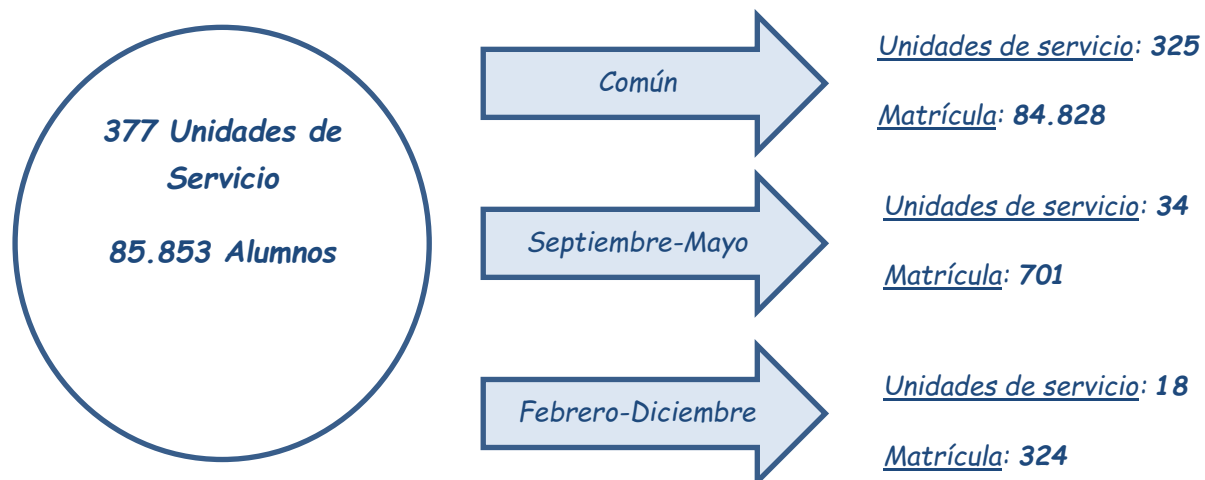 377 Unidades de
Servicio
85.853 Alumnos
Común
Unidades de servicio: 325
Matrícula: 84.828
Septiembre-Mayo
Unidades de servicio: 34
Matrícula: 701
Febrero-Diciembre
Unidades de servicio: 18
Matrícula: 324